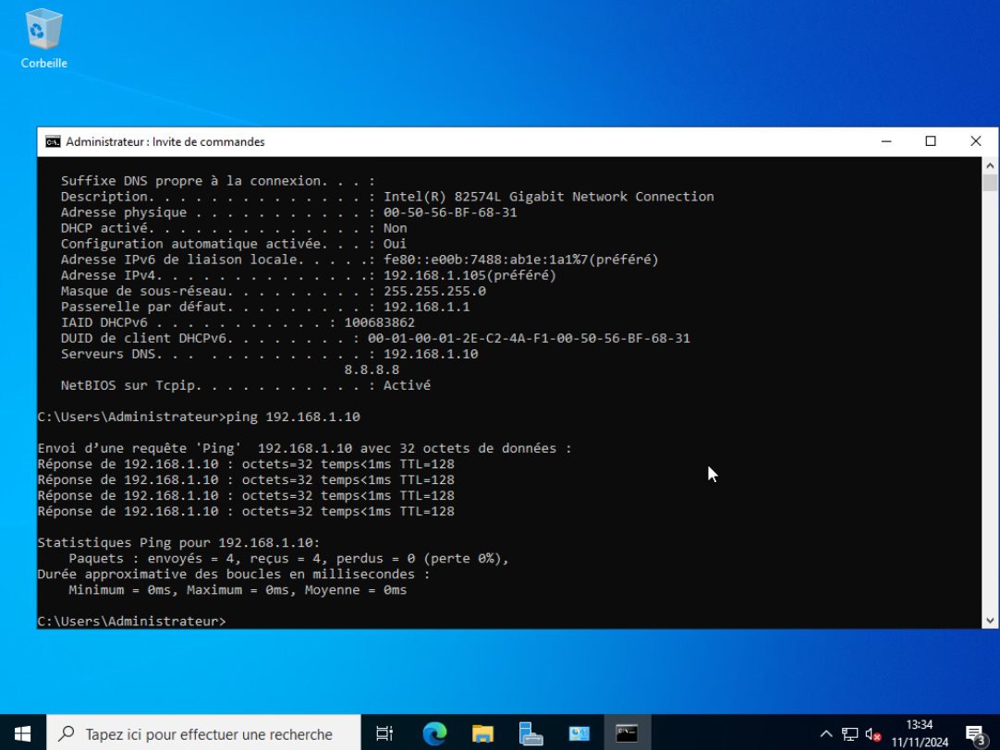 Corbeille
Administrateur : Invite de commandes
Suffixe DNS propre à la connexion. . . :
Description. . . . . . . . . . . . . . : Intel(R) 82574L Gigabit Network Connection
Adresse physique . . . . . . . . . . . : 00-50-56-BF-68-31
DHCP activé. . . . . . . . . . . . . . : Non
Configuration automatique activée. . . : Oui
Adresse IPv6 de liaison locale. . . . .: fe80::e00b:7488:ab1e:1a1%7(préféré)
Adresse IPv4. . . . . . . . . . . . . .: 192.168.1.105(préféré)
Masque de sous-réseau. . . . . . . . . : 255.255.255.0
Passerelle par défaut. . . . . . . . . : 192.168.1.1
IAID DHCPv6 . . . . . . . . . . . : 100683862
DUID de client DHCPv6. . . . . . . . : 00-01-00-01-2E-C2-4A-F1-00-50-56-BF-68-31
Serveurs DNS. . .  . . . . . . . . . . : 192.168.1.10
8.8.8.8
NetBIOS sur Tcpip. . . . . . . . . . . : Activé
C:\Users\Administrateur>ping 192.168.1.10
Envoi d’une requête 'Ping'  192.168.1.10 avec 32 octets de données :
Réponse de 192.168.1.10 : octets=32 temps<1ms TTL=128
Réponse de 192.168.1.10 : octets=32 temps<1ms TTL=128
Réponse de 192.168.1.10 : octets=32 temps<1ms TTL=128
Réponse de 192.168.1.10 : octets=32 temps<1ms TTL=128
Statistiques Ping pour 192.168.1.10:
Paquets : envoyés = 4, reçus = 4, perdus = 0 (perte 0%),
Durée approximative des boucles en millisecondes :
Minimum = 0ms, Maximum = 0ms, Moyenne = 0ms
C:\Users\Administrateur>
Tapez ici pour effectuer une recherche
13:34
11/11/2024
3